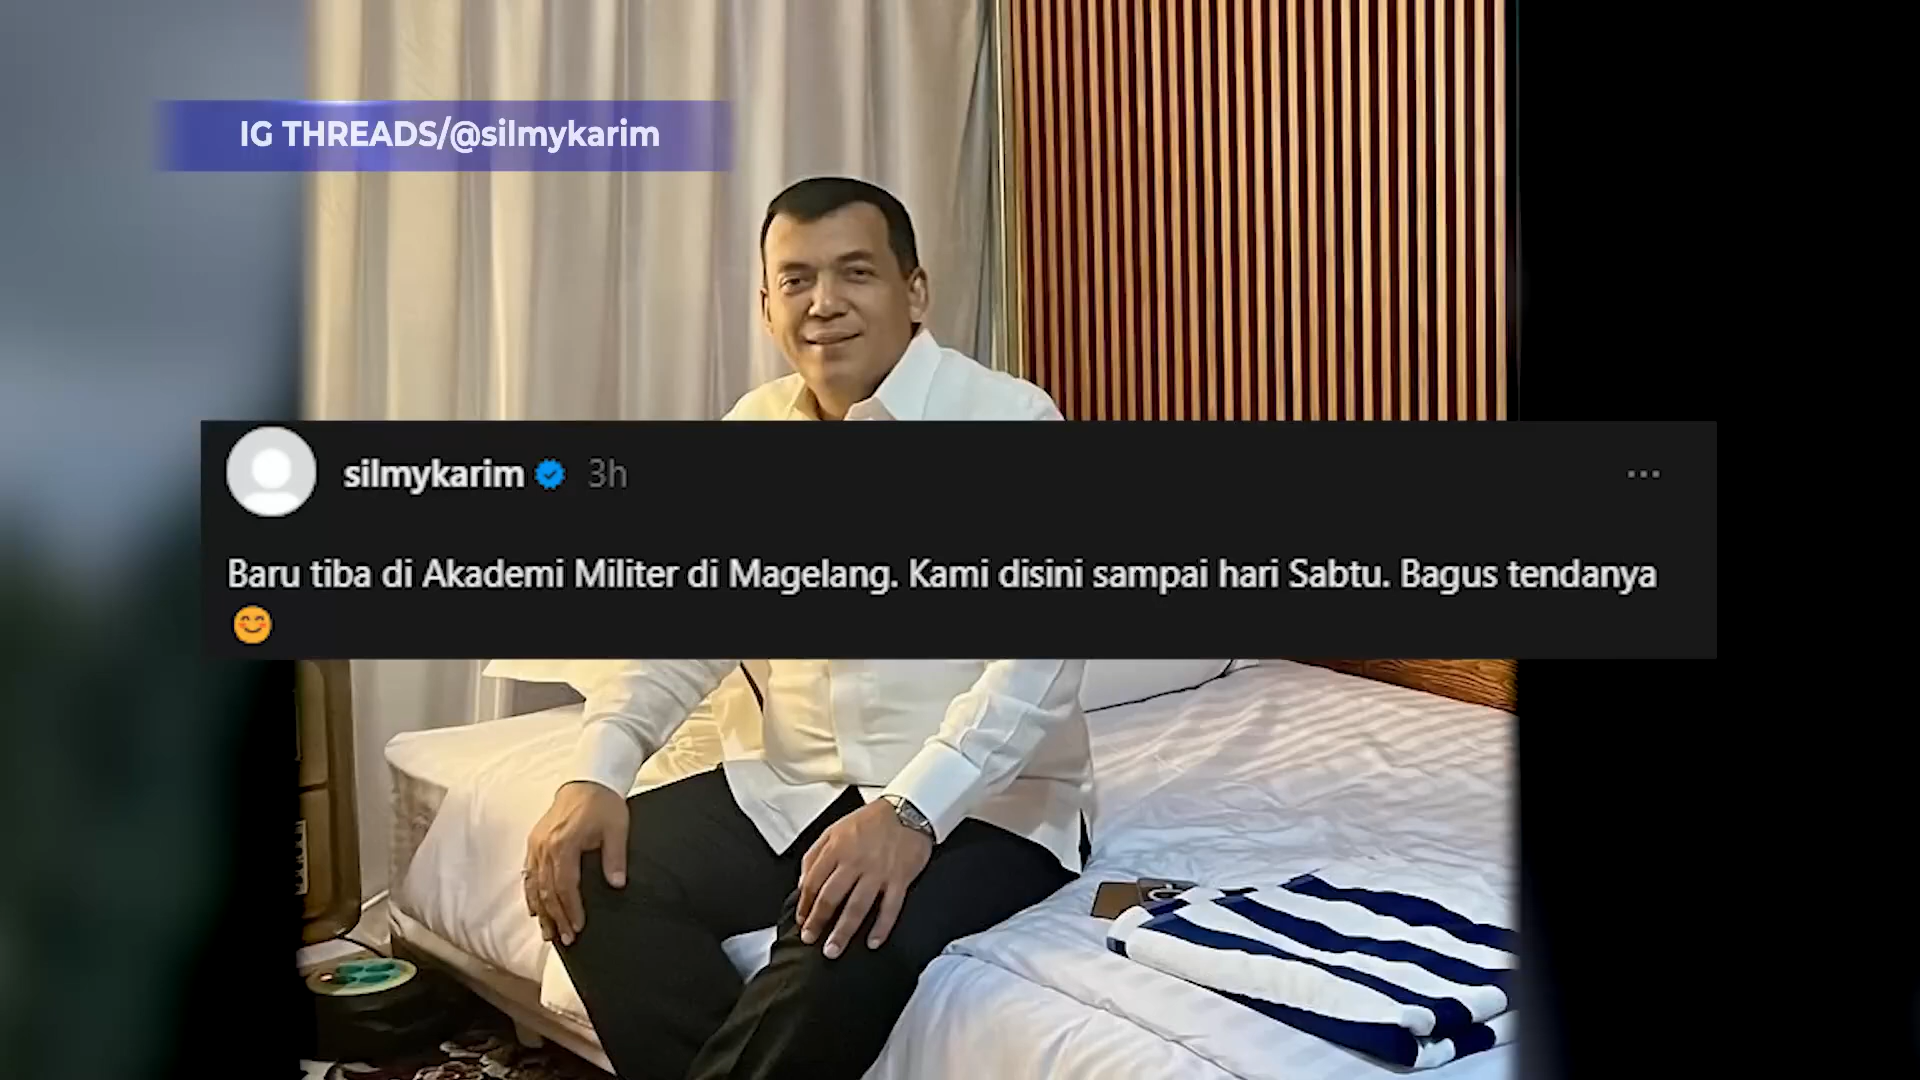 IG THREADS/@silmykarim
silmykarim 3h
Baru tiba di Akademi Militer di Magelang. Kami disini sampai hari Sabtu. Bagus tendanya
😊